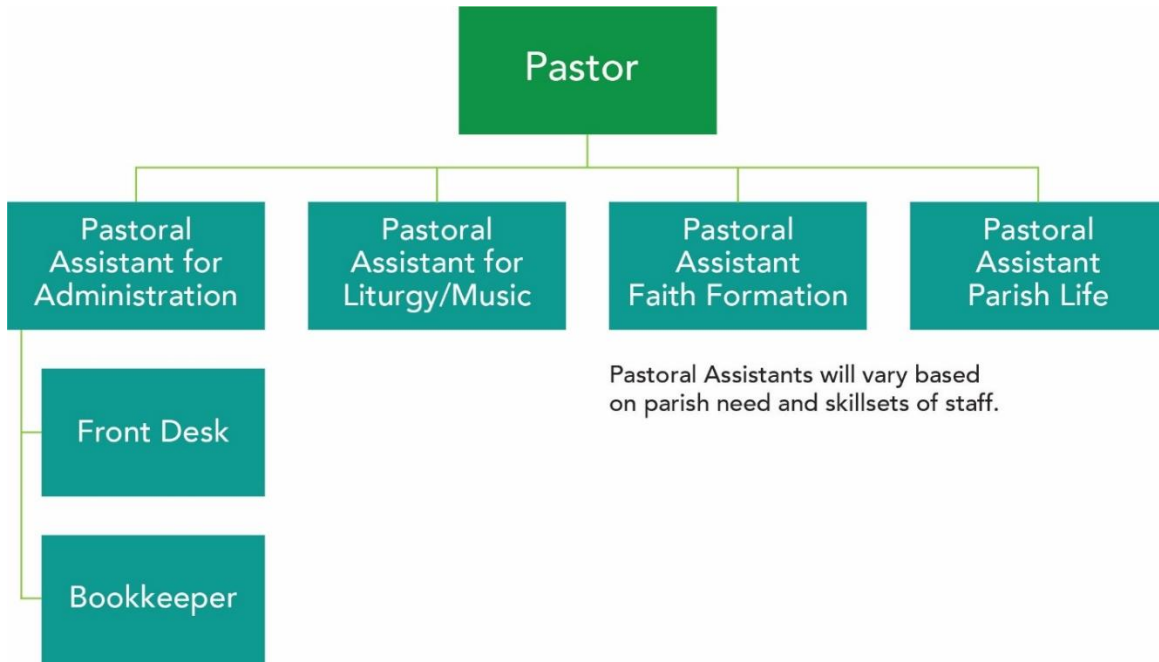 Pastor
Pastoral
Assistant for
Administration
Pastoral
Assistant for
Liturgy/Music
Pastoral
Assistant
Faith Formation
Pastoral
Assistant
Parish Life
Pastoral Assistants will vary based
on parish need and skillsets of staff.
Front Desk
Bookkeeper